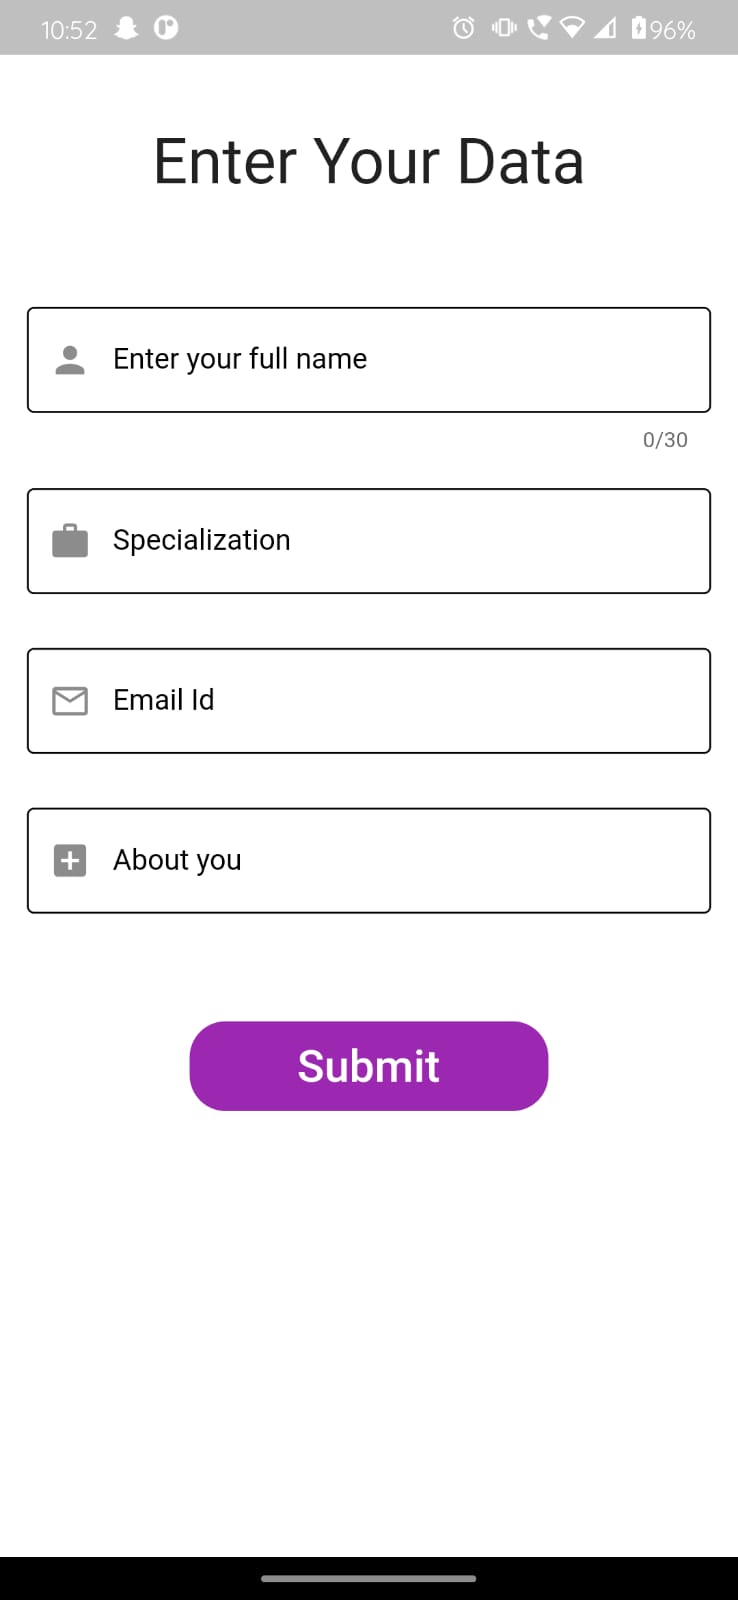 10:52 96%
Enter Your Data
Enter your full name
0/30
Specialization
Email Id
About you
Submit